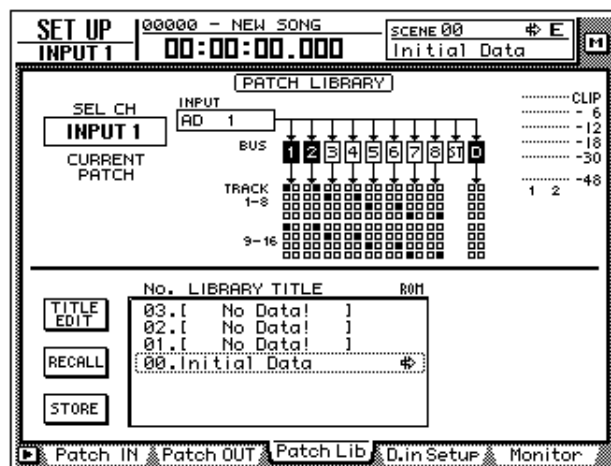 SET UP
INPUT 1
00000 - NEW SONG
00:00:00.000
SCENE 00 E
Initial Data
M
PATCH LIBRARY
SEL CH
INPUT 1
CURRENT
PATCH
INPUT
AD 1
BUS 1 2 3 4 5 6 7 8 ST D
TRACK
1-8
9-16
CLIP
- 6
-12
-18
-30
-48
1 2
No. LIBRARY TITLE ROM
03.[ No Data! ]
02.[ No Data! ]
01.[ No Data! ]
00.Initial Data
TITLE
EDIT
RECALL
STORE
Patch IN Patch OUT Patch Lib D.in Setup Monitor